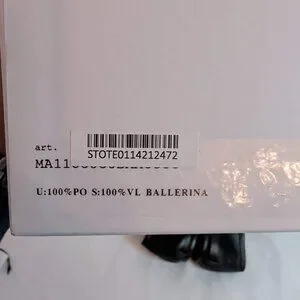 art.
STOTE0114212472
U:100%PO S:100%VL BALLERINA